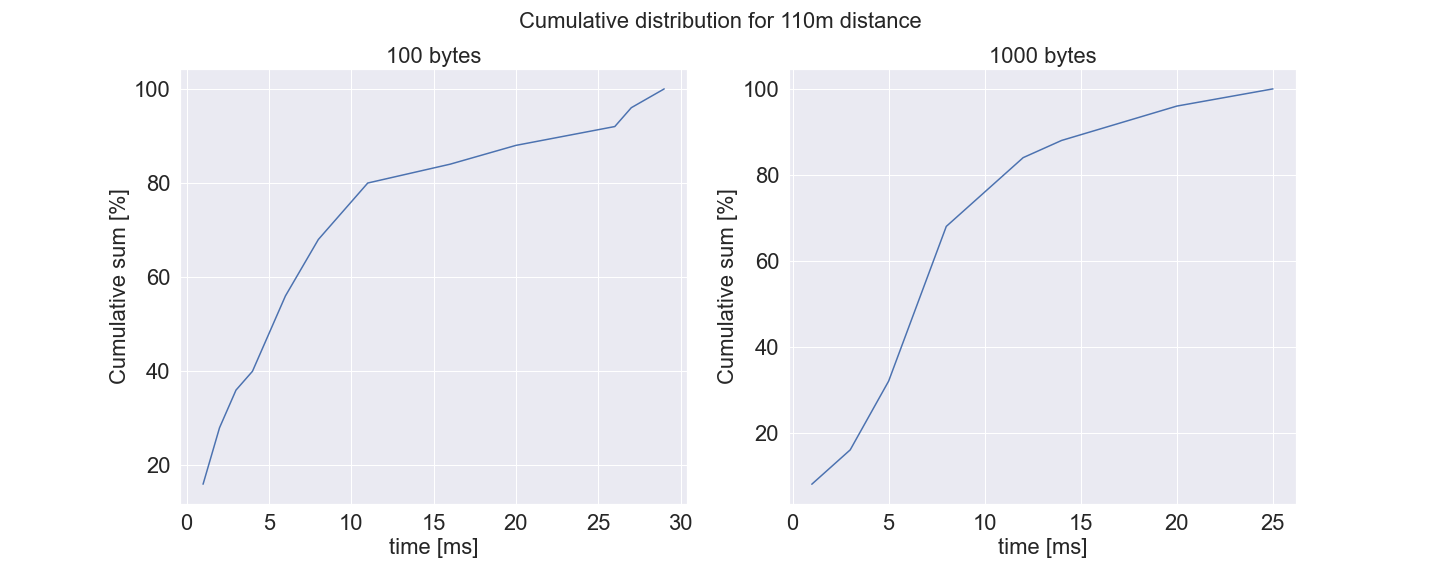 Cumulative distribution for 110m distance
100 bytes
100
80
60
40
20
Cumulative sum [%]
0 5 10 15 20 25 30
time [ms]
1000 bytes
100
80
60
40
20
Cumulative sum [%]
0 5 10 15 20 25
time [ms]